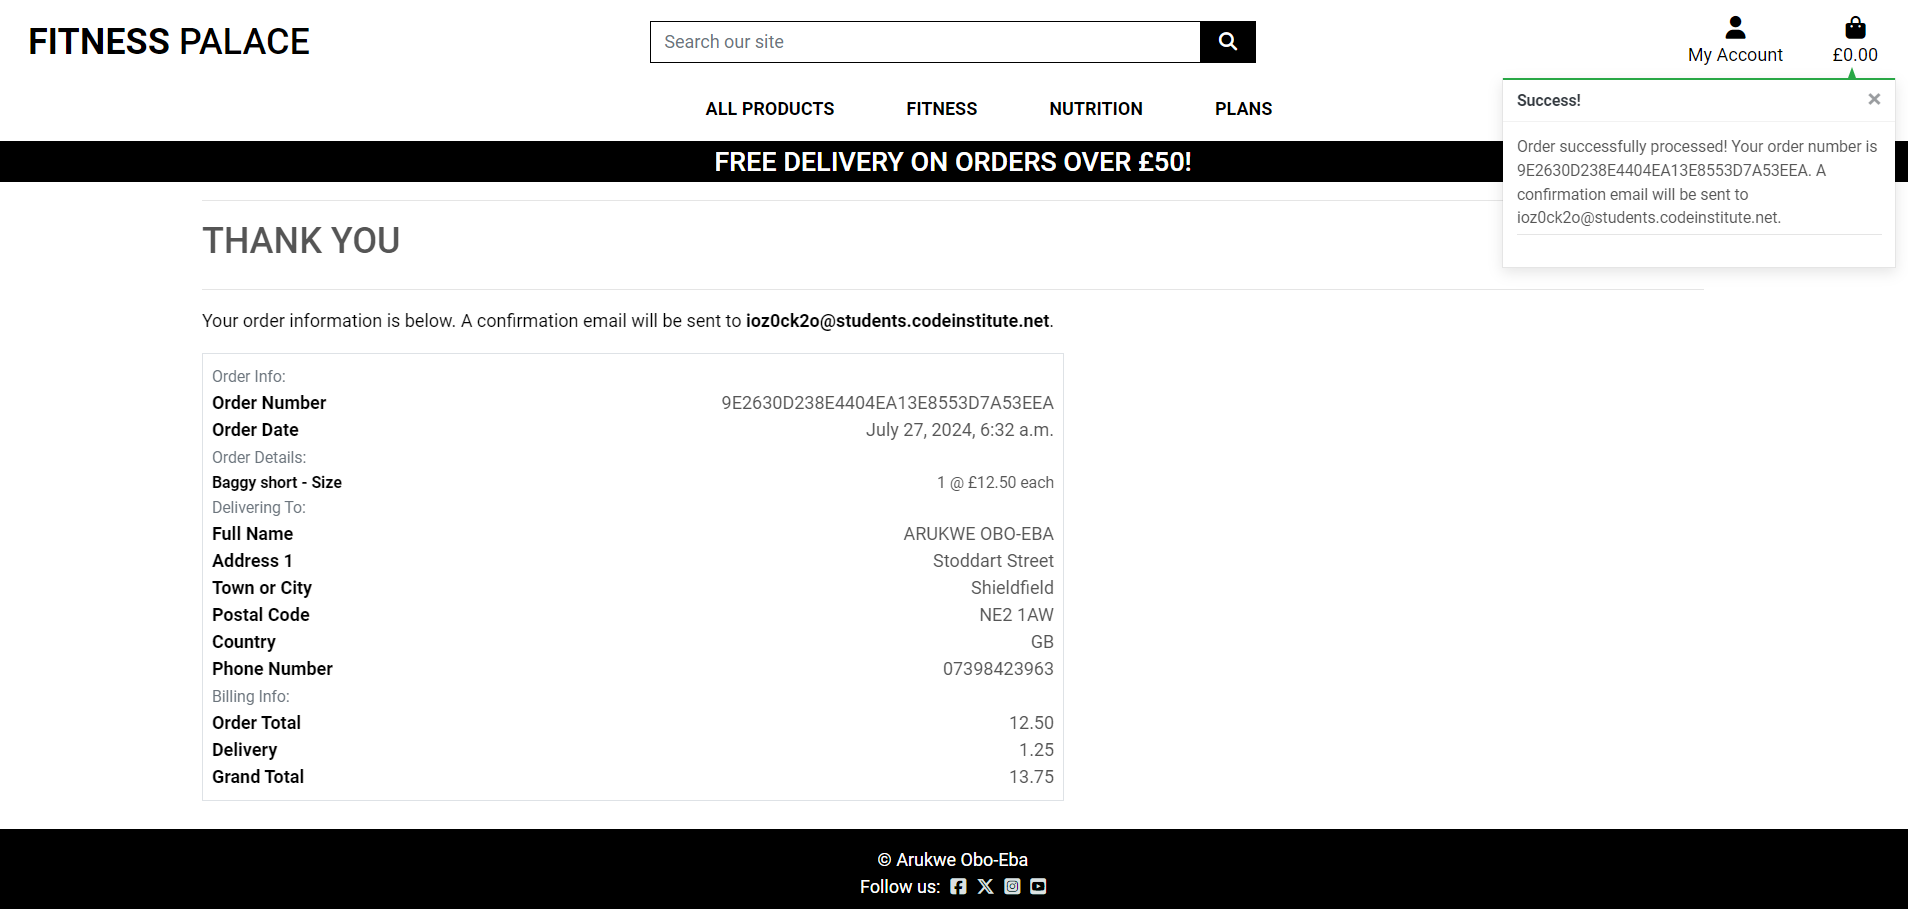 FITNESS PALACE
Search our site
My Account
£0.00
ALL PRODUCTS FITNESS NUTRITION PLANS
FREE DELIVERY ON ORDERS OVER £50!
Success!
Order successfully processed! Your order number is
9E2630D238E4404EA13E8553D7A53EEA. A
confirmation email will be sent to
ioz0ck2o@students.codeinstitute.net.
THANK YOU
Your order information is below. A confirmation email will be sent to ioz0ck2o@students.codeinstitute.net.
Order Info:
Order Number 9E2630D238E4404EA13E8553D7A53EEA
Order Date July 27, 2024, 6:32 a.m.
Order Details:
Baggy short - Size 1 @ £12.50 each
Delivering To:
Full Name ARUKWE OBO-EBA
Address 1 Stoddart Street
Town or City Shieldfield
Postal Code NE2 1AW
Country GB
Phone Number 07398423963
Billing Info:
Order Total 12.50
Delivery 1.25
Grand Total 13.75
© Arukwe Obo-Eba
Follow us: